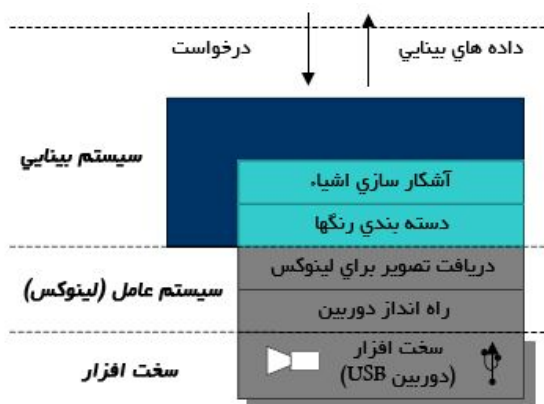 داده هاي بينايي
درخواست
سيستم بينايي
آشكار سازي اشياء
دسته بندي رنگها
دريافت تصوير براي لينوكس
سيستم عامل (لينوكس)
راه انداز دوربين
سخت افزار
(دوربين USB)
سخت افزار